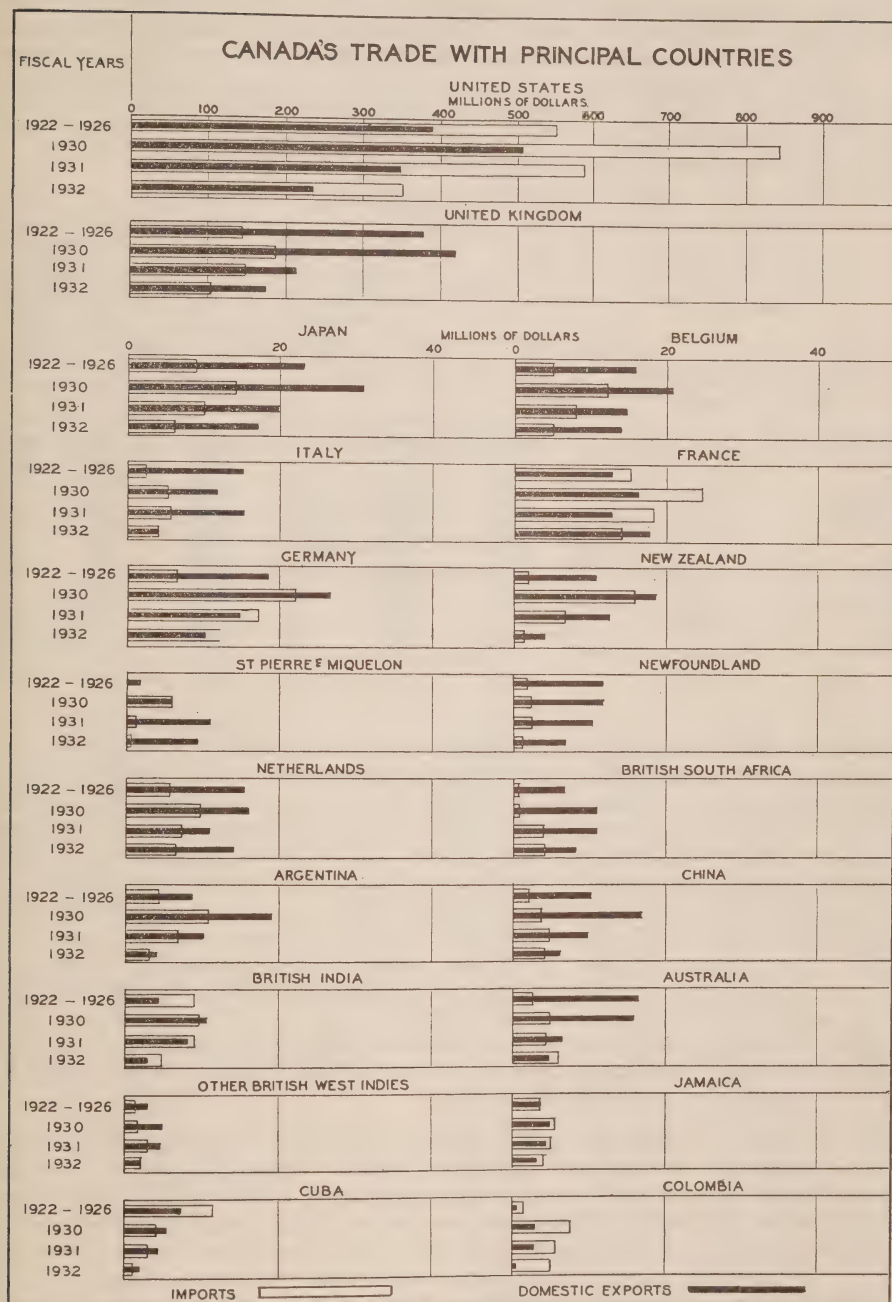 FISCAL YEARS
CANADA'S TRADE WITH PRINCIPAL COUNTRIES
UNITED STATES
MILLIONS OF DOLLARS
0 100 200 300 400 500 600 700 800 900
1922 – 1926
1930
1931
1932
UNITED KINGDOM
1922 – 1926
1930
1931
1932
JAPAN MILLIONS OF DOLLARS BELGIUM
0 20 40 0 20 40
1922 – 1926
1930
1931
1932
ITALY FRANCE
1922 – 1926
1930
1931
1932
GERMANY NEW ZEALAND
1922 – 1926
1930
1931
1932
ST PIERRE E MIQUELON NEWFOUNDLAND
1922 – 1926
1930
1931
1932
NETHERLANDS BRITISH SOUTH AFRICA
1922 – 1926
1930
1931
1932
ARGENTINA CHINA
1922 – 1926
1930
1931
1932
BRITISH INDIA AUSTRALIA
1922 – 1926
1930
1931
1932
OTHER BRITISH WEST INDIES JAMAICA
1922 – 1926
1930
1931
1932
CUBA COLOMBIA
1922 – 1926
1930
1931
1932
IMPORTS DOMESTIC EXPORTS